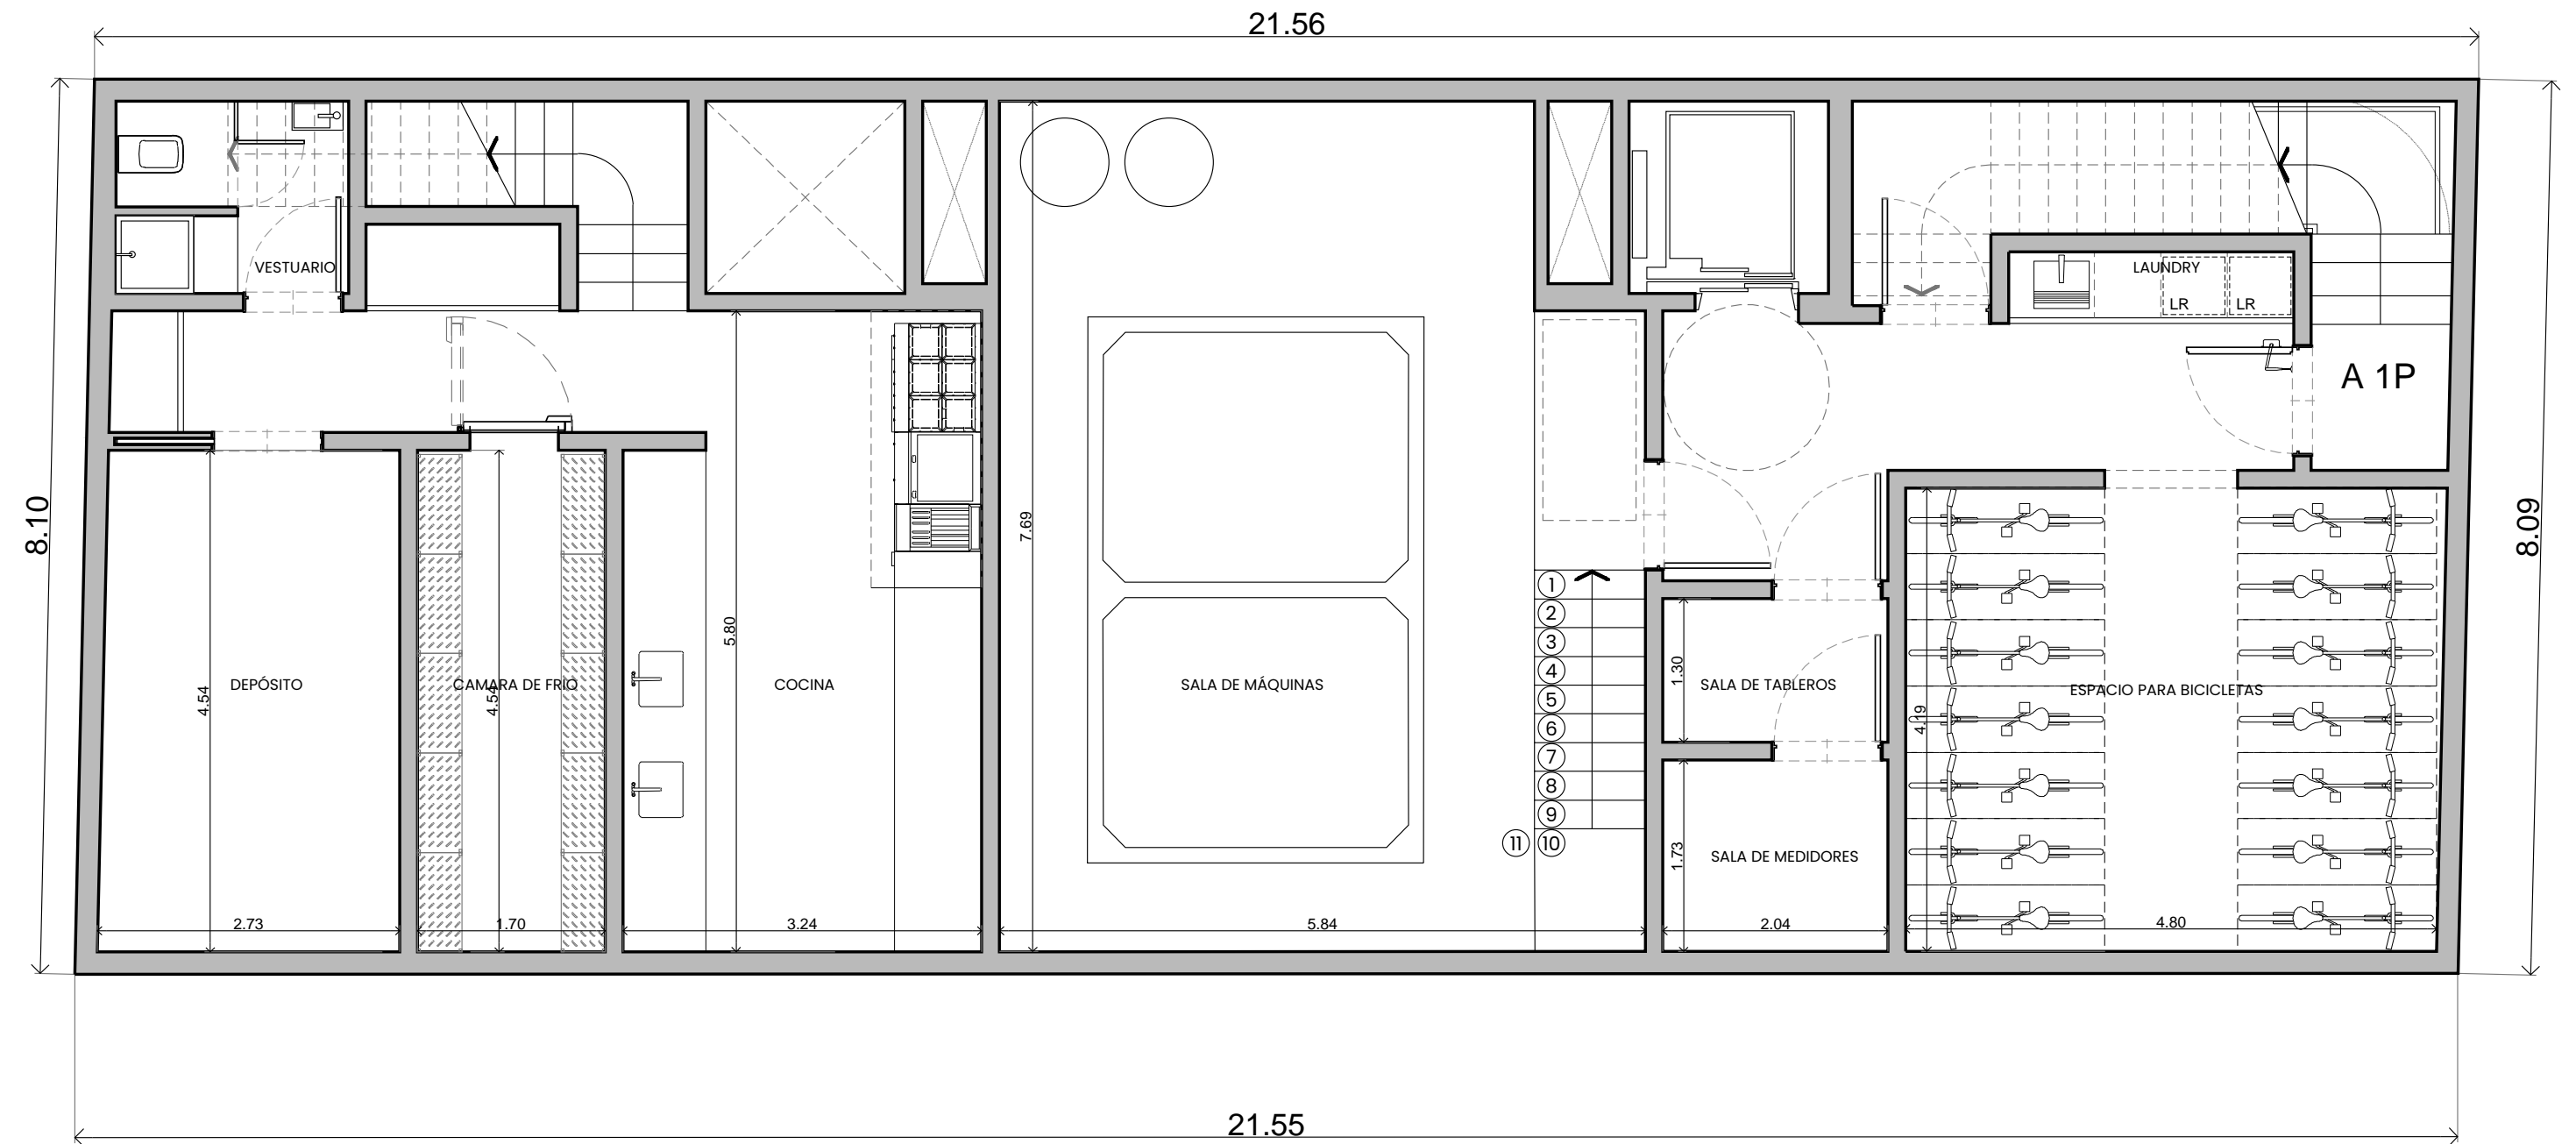 21.56
VESTUARIO
LAUNDRY
LR
LR
A 1P
8.10
8.09
7.69
5.80
1
2
3
4
5
6
7
8
9
11
10
1.30
DEPÓSITO
4.54
CAMARA DE FRIO
4.54
COCINA
SALA DE MÁQUINAS
SALA DE TABLEROS
ESPACIO PARA BICICLETAS
4.19
1.73
SALA DE MEDIDORES
2.73
1.70
3.24
5.84
2.04
4.80
21.55